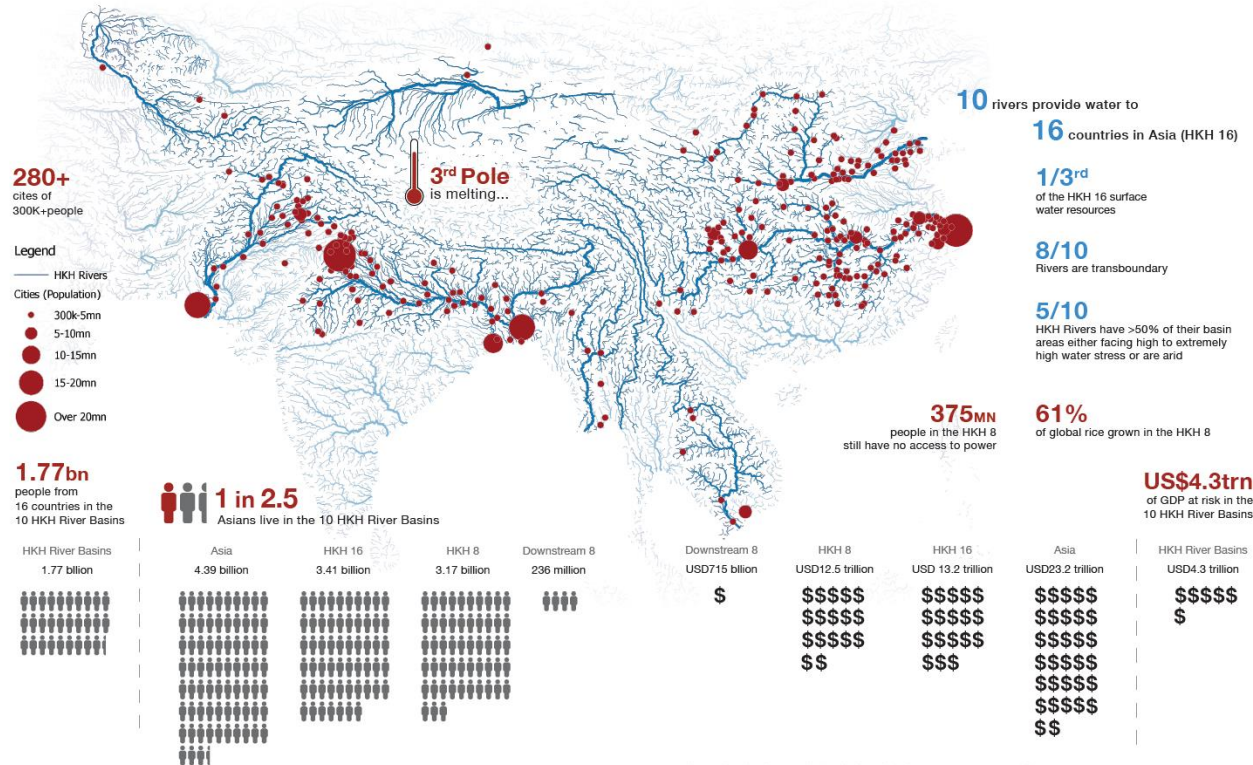 10 rivers provide water to
16 countries in Asia (HKH 16)
280+
cites of
300K+people
3rd Pole
is melting...
1/3rd
of the HKH 16 surface
water resources
Legend
HKH Rivers
Cities (Population)
300k-5mn
5-10mn
10-15mn
15-20mn
Over 20mn
8/10
Rivers are transboundary
5/10
HKH Rivers have >50% of their basin
areas either facing high to extremely
high water stress or are arid
375MN
people in the HKH 8
still have no access to power
61%
of global rice grown in the HKH 8
1.77bn
people from
16 countries in the
10 HKH River Basins
1 in 2.5
Asians live in the 10 HKH River Basins
US$4.3trn
of GDP at risk in the
10 HKH River Basins
HKH River Basins
1.77 bllion
Asia
4.39 billion
HKH 16
3.41 billion
HKH 8
3.17 billion
Downstream 8
236 million
Downstream 8
USD715 bllion
$
HKH 8
USD12.5 trillion
$$$$$
$$$$$
$$$$$
$$
HKH 16
USD 13.2 trillion
$$$$$
$$$$$
$$$$$
$$$
Asia
USD23.2 trillion
$$$$$
$$$$$
$$$$$
$$$$$
$$$$$
$$$$$
$$
HKH River Basins
USD4.3 trillion
$$$$$
$